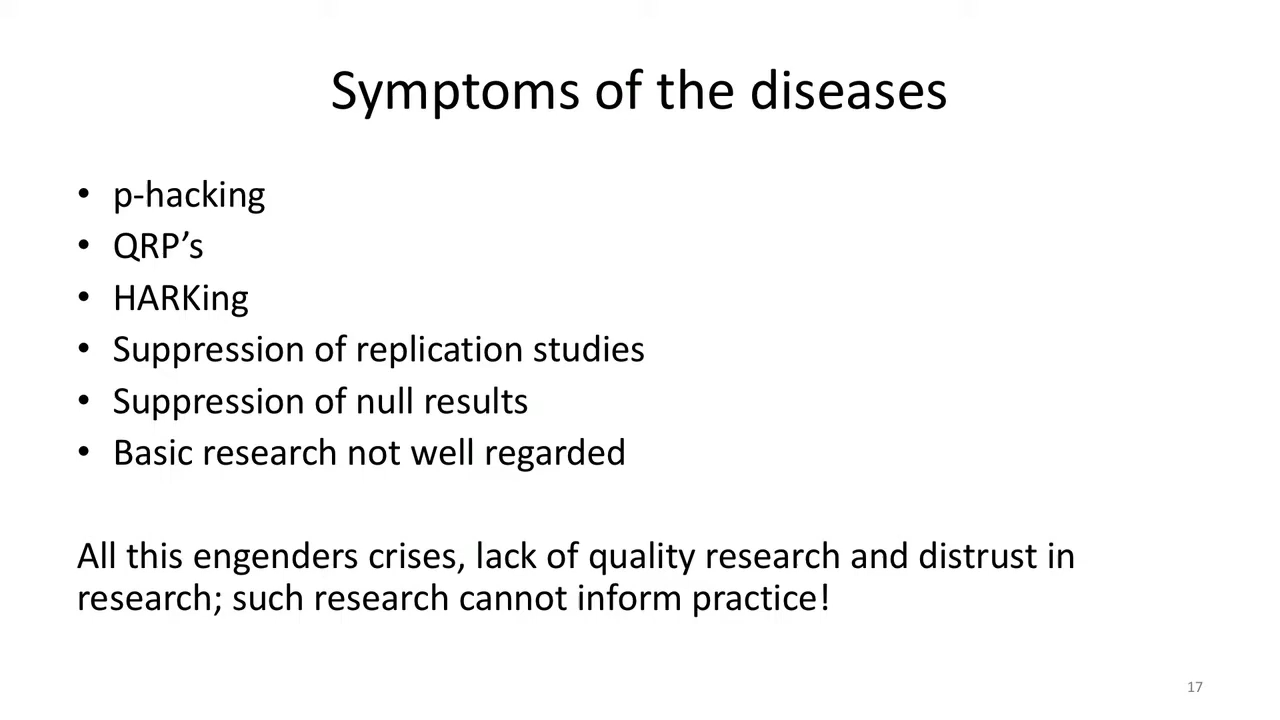 Symptoms of the diseases
• p-hacking
• QRP’s
• HARKing
• Suppression of replication studies
• Suppression of null results
• Basic research not well regarded
All this engenders crises, lack of quality research and distrust in
research; such research cannot inform practice!
17